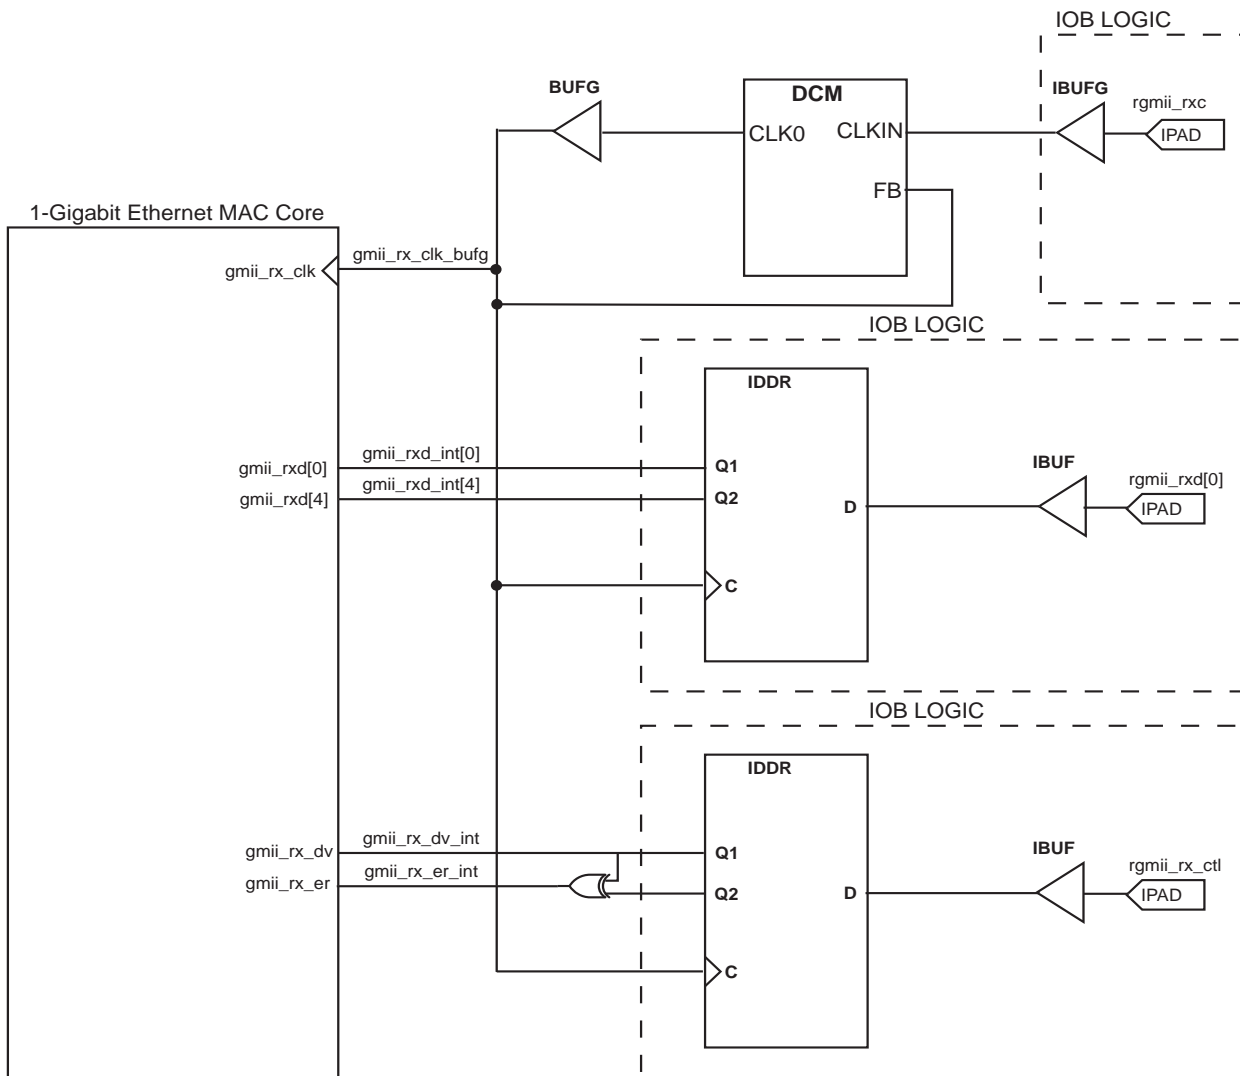 IOB LOGIC
BUFG
DCM
IBUFG
rgmii_rxc
CLK0
CLKIN
IPAD
FB
1-Gigabit Ethernet MAC Core
gmii_rx_clk
gmii_rx_clk_bufg
IOB LOGIC
IDDR
gmii_rxd[0]
gmii_rxd_int[0]
Q1
IBUF
rgmii_rxd[0]
gmii_rxd[4]
gmii_rxd_int[4]
Q2
D
IPAD
C
IOB LOGIC
IDDR
gmii_rx_dv
gmii_rx_dv_int
Q1
IBUF
rgmii_rx_ctl
gmii_rx_er
gmii_rx_er_int
Q2
D
IPAD
C